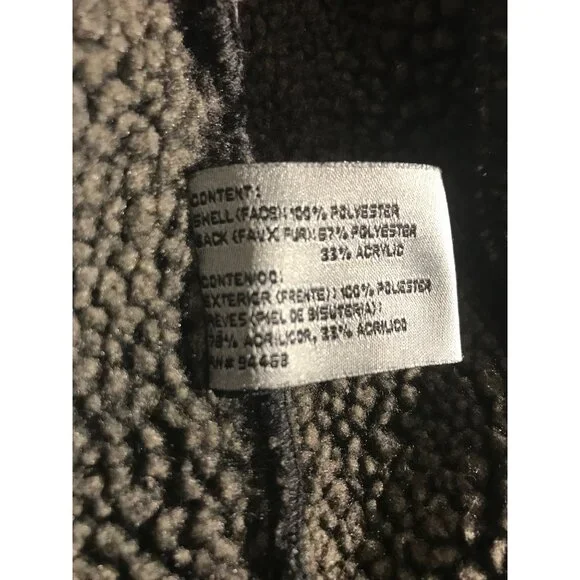 CONTENT:
SHELL (FACE): 100% POLYESTER
BACK (FAUX FUR): 67% POLYESTER
33% ACRYLIC
CONTENIDO:
EXTERIOR (FRENTE): 100% POLIESTER
REVES (PIEL DE BISUTERIA):
ACRILICOR, 33% ACRILICO
94468